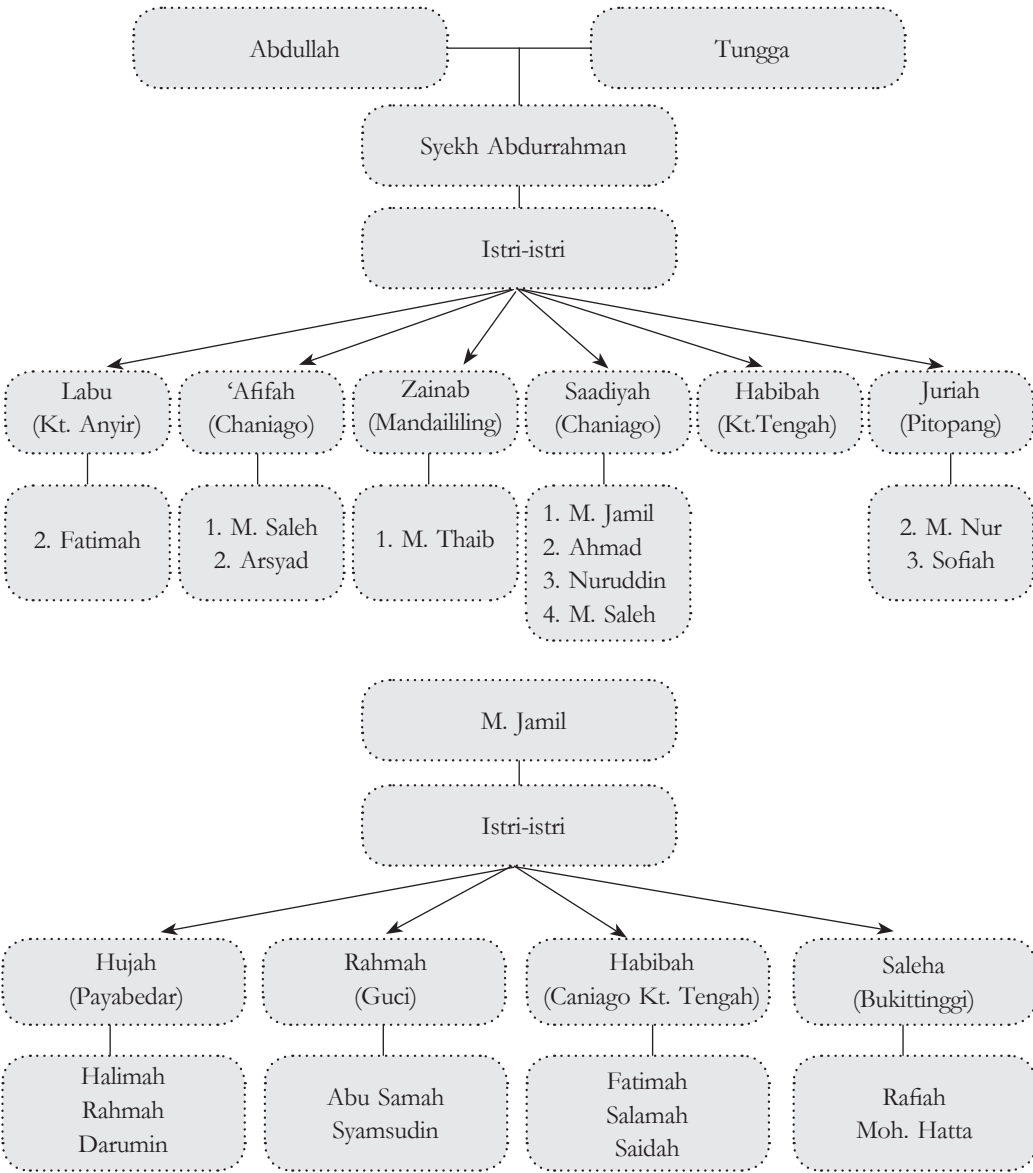 Abdullah
Tungga
Syekh Abdurrahman
Istri-istri
Labu
(Kt. Anyir)
‘Afifah
(Chaniago)
Zainab
(Mandaililing)
Saadiyah
(Chaniago)
Habibah
(Kt.Tengah)
Juriah
(Pitopang)
2. Fatimah
1. M. Saleh
2. Arsyad
1. M. Thaib
1. M. Jamil
2. Ahmad
3. Nuruddin
4. M. Saleh
2. M. Nur
3. Sofiah
M. Jamil
Istri-istri
Hujah
(Payabedar)
Rahmah
(Guci)
Habibah
(Caniago Kt. Tengah)
Saleha
(Bukittinggi)
Halimah
Rahmah
Darumin
Abu Samah
Syamsudin
Fatimah
Salamah
Saidah
Rafiah
Moh. Hatta